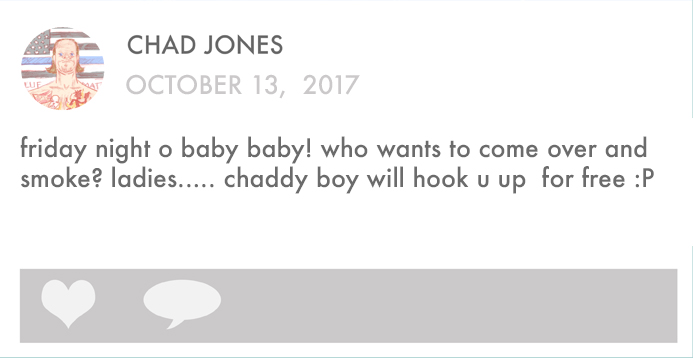 CHAD JONES
OCTOBER 13, 2017
friday night o baby baby! who wants to come over and
smoke? ladies..... chaddy boy will hook u up for free :P